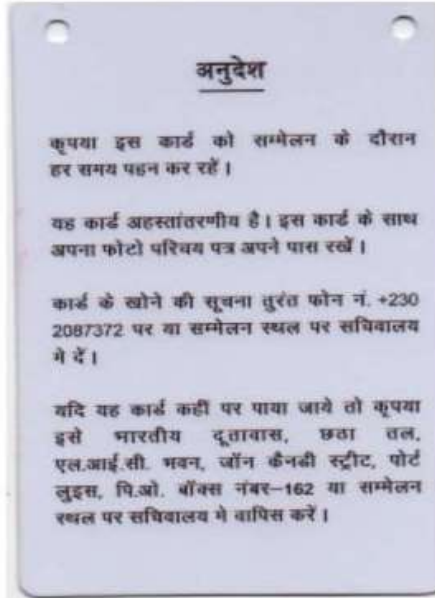 अनुदेश
कृपया इस कार्ड को सम्मेलन के दौरान
हर समय पहन कर रहें।
यह कार्ड अहस्तांतरणीय है। इस कार्ड के साथ
अपना फोटो परिचय पत्र अपने पास रखें।
कार्ड के खोने की सूचना तुरंत फोन नं. +230
2087372 पर या सम्मेलन स्थल पर सचिवालय
मे दें।
यदि यह कार्ड कहीं पर पाया जाये तो कृपया
इसे भारतीय दूतावास, छठा तल,
एल.आई.सी. भवन, जॉन कैनडी स्ट्रीट, पोर्ट
लुइस, पि.ओ. बॉक्स नंबर–162 या सम्मेलन
स्थल पर सचिवालय मे वापिस करें।